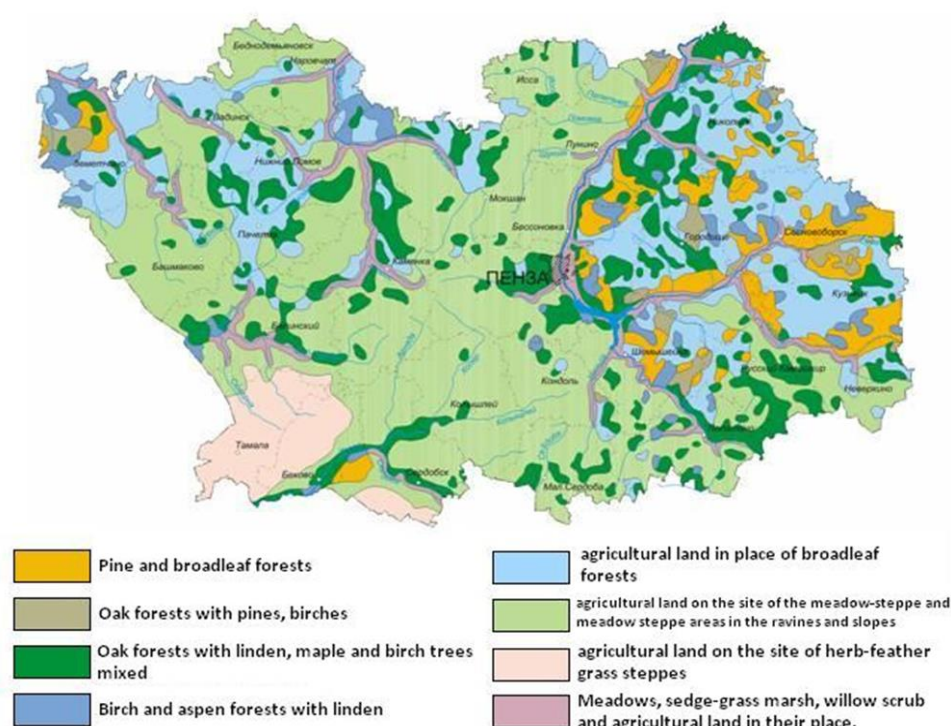 Беднодемьяновск
Наровчат
Исса
Вадинск
Никольск
Лунино
Земетчино
Нижний Ломов
Мокшан
Бессоновка
Сосновоборск
Пачелма
Городище
Башмаково
Каменка
ПЕНЗА
Кузнецк
Белинский
Шемышейка
Русский Камешкир
Кондоль
Неверкино
Колышлей
Тамала
Беково
Сердобск
Мал.Сердоба
Pine and broadleaf forests
Oak forests with pines, birches
Oak forests with linden, maple and birch trees
mixed
Birch and aspen forests with linden
agricultural land in place of broadleaf
forests
agricultural land on the site of the meadow-steppe and
meadow steppe areas in the ravines and slopes
agricultural land on the site of herb-feather
grass steppes
Meadows, sedge-grass marsh, willow scrub
and agricultural land in their place.